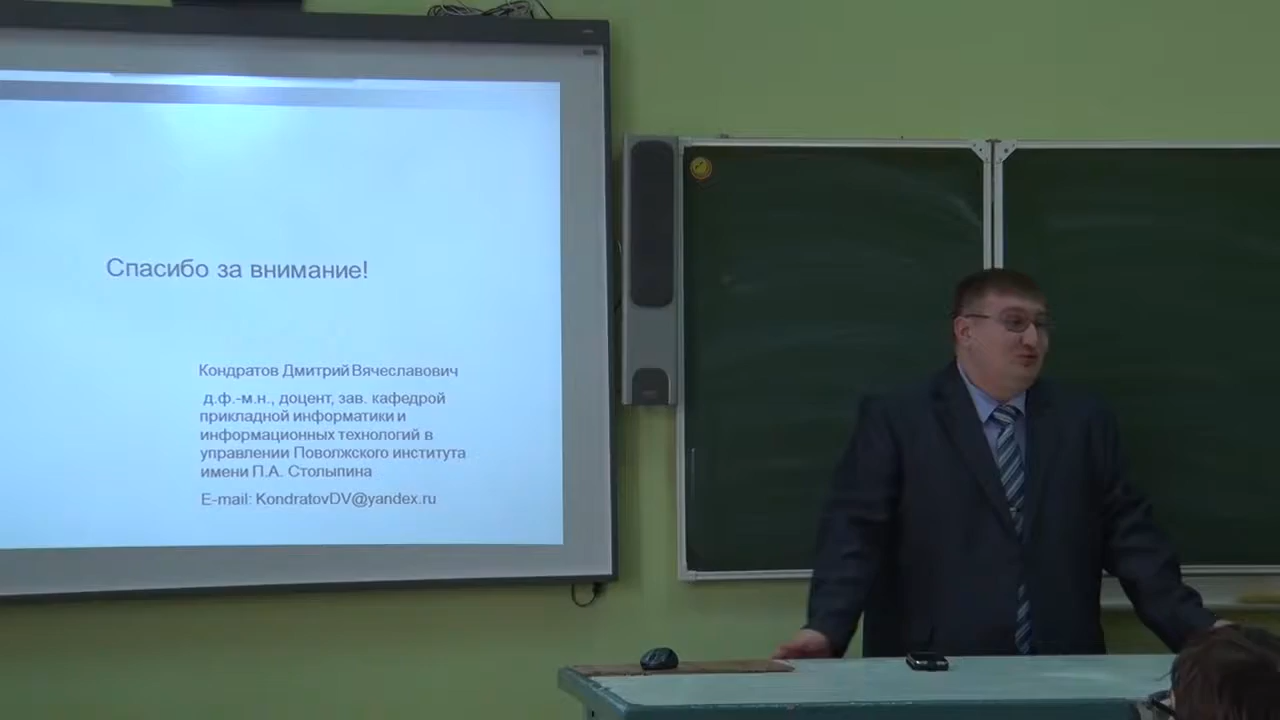 Спасибо за внимание!
Кондратов Дмитрий Вячеславович
д.ф.-м.н., доцент, зав. кафедрой
прикладной информатики и
информационных технологий в
управлении Поволжского института
имени П.А. Столыпина
E-mail: KondratovDV@yandex.ru